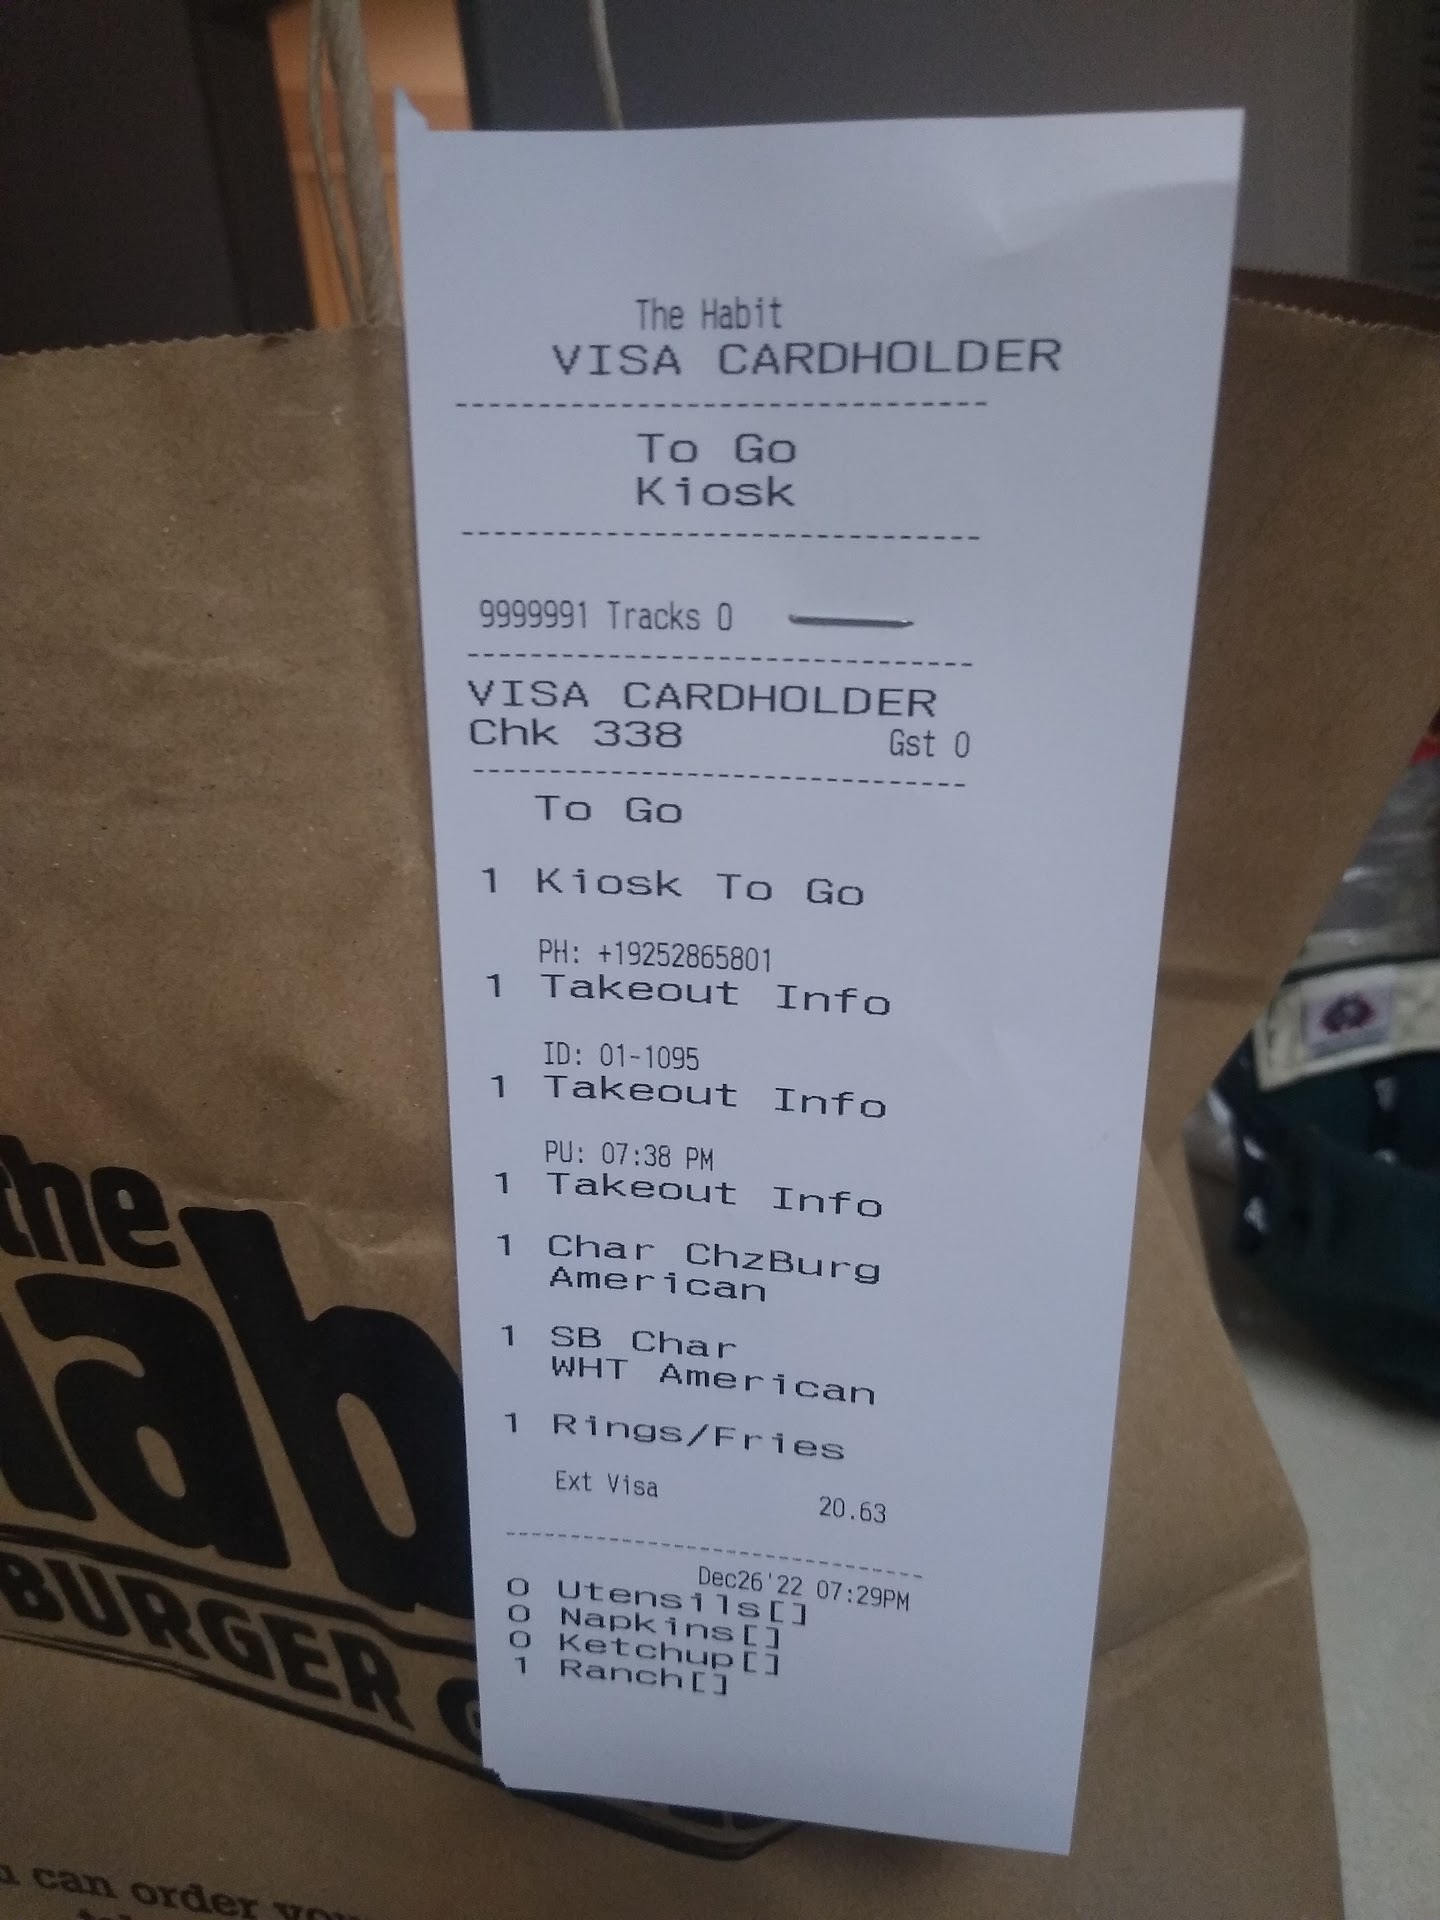 The Habit
VISA CARDHOLDER
To Go
Kiosk
9999991 Tracks 0
VISA CARDHOLDER
Chk 338 Gst 0
To Go
1 Kiosk To Go
PH: +19252865801
1 Takeout Info
ID: 01-1095
1 Takeout Info
PU: 07:38 PM
1 Takeout Info
1 Char ChzBurg
American
1 SB Char
WHT American
1 Rings/Fries
Ext Visa 20.63
Dec26'22 07:29PM
0 Utensils[]
0 Napkins[]
0 Ketchup[]
1 Ranch[]
the
hab
BURGER
can order